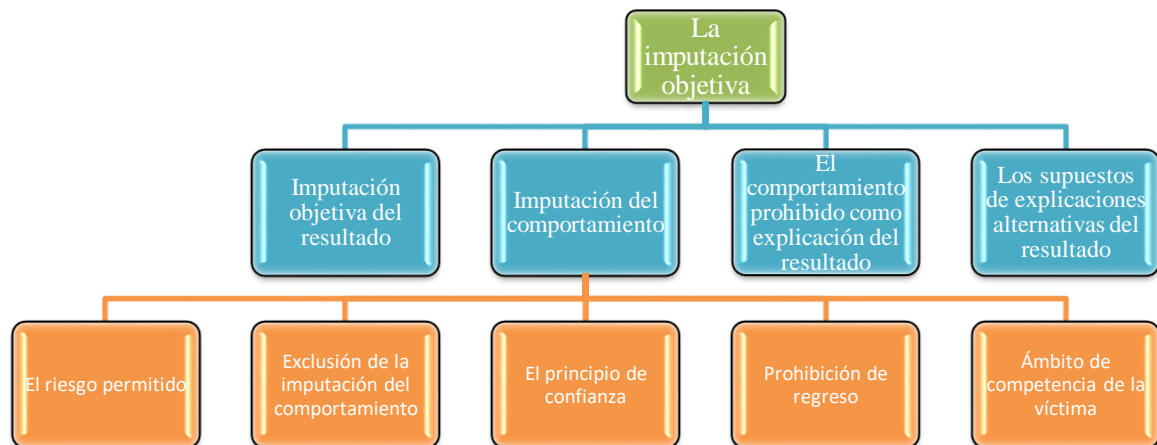 La
imputación
objetiva
Imputación
objetiva del
resultado
Imputación del
comportamiento
El
comportamiento
prohibido como
explicación del
resultado
Los supuestos
de explicaciones
alternativas del
resultado
El riesgo permitido
Exclusión de la
imputación del
comportamiento
El principio de
confianza
Prohibición de
regreso
Ámbito de
competencia de la
víctima